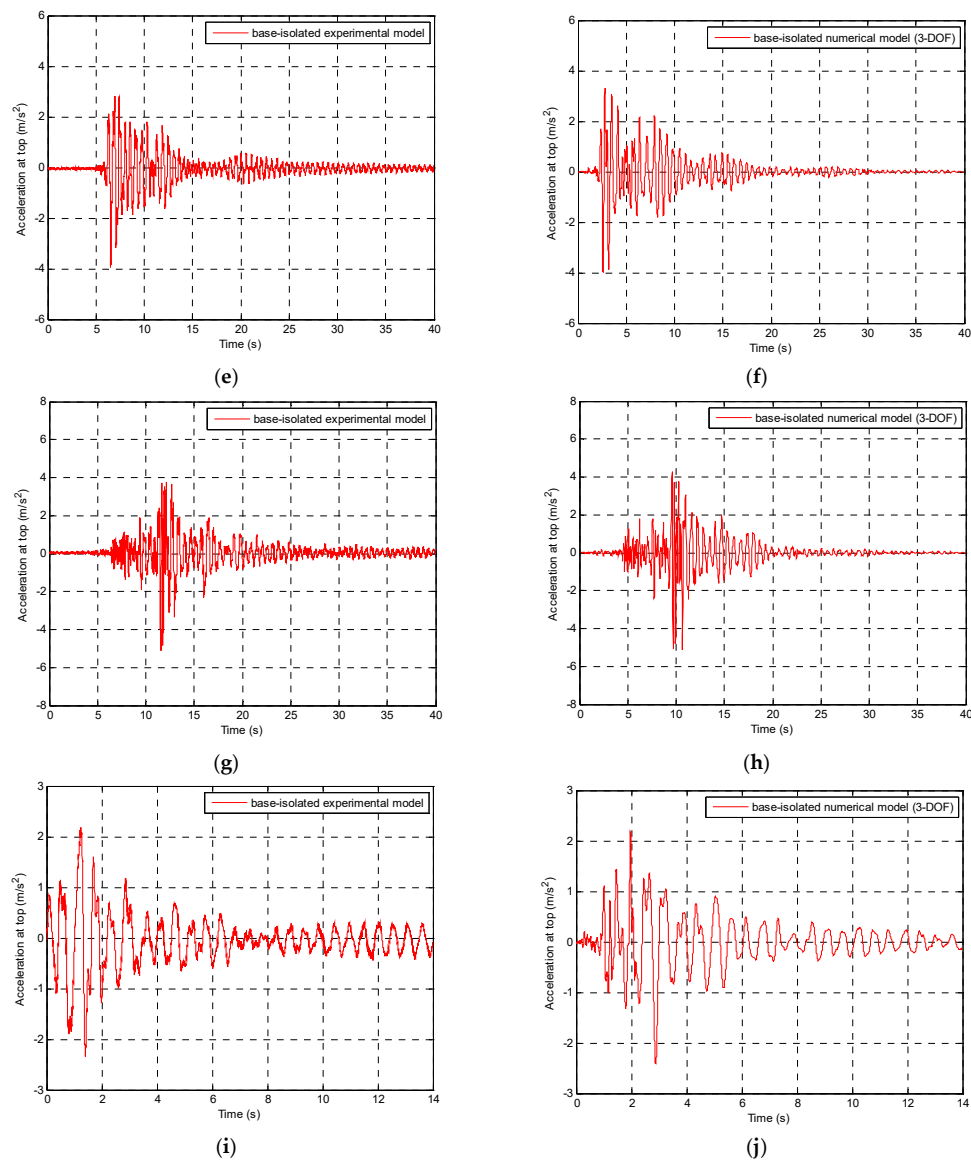 6
4
2
0
-2
-4
-6
Acceleration at top (m/s²)
base-isolated experimental model
0 5 10 15 20 25 30 35 40
Time (s)
(e)
6
4
2
0
-2
-4
-6
Acceleration at top (m/s²)
base-isolated numerical model (3-DOF)
0 5 10 15 20 25 30 35 40
Time (s)
(f)
8
6
4
2
0
-2
-4
-6
-8
Acceleration at top (m/s²)
base-isolated experimental model
0 5 10 15 20 25 30 35 40
Time (s)
(g)
8
6
4
2
0
-2
-4
-6
-8
Acceleration at top (m/s²)
base-isolated numerical model (3-DOF)
0 5 10 15 20 25 30 35 40
Time (s)
(h)
3
2
1
0
-1
-2
-3
Acceleration at top (m/s²)
base-isolated experimental model
0 2 4 6 8 10 12 14
Time (s)
(i)
3
2
1
0
-1
-2
-3
Acceleration at top (m/s²)
base-isolated numerical model (3-DOF)
0 2 4 6 8 10 12 14
Time (s)
(j)